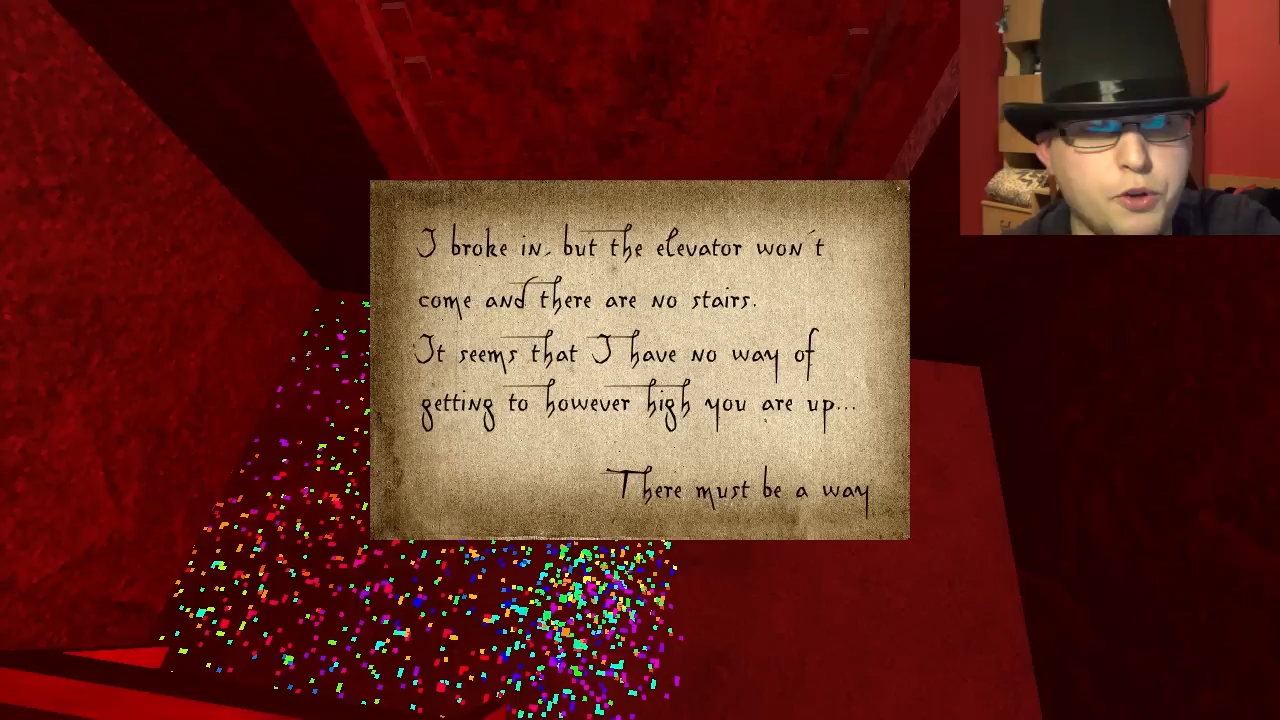 I broke in, but the elevator won't
come and there are no stairs.
It seems that I have no way of
getting to however high you are up...
There must be a way